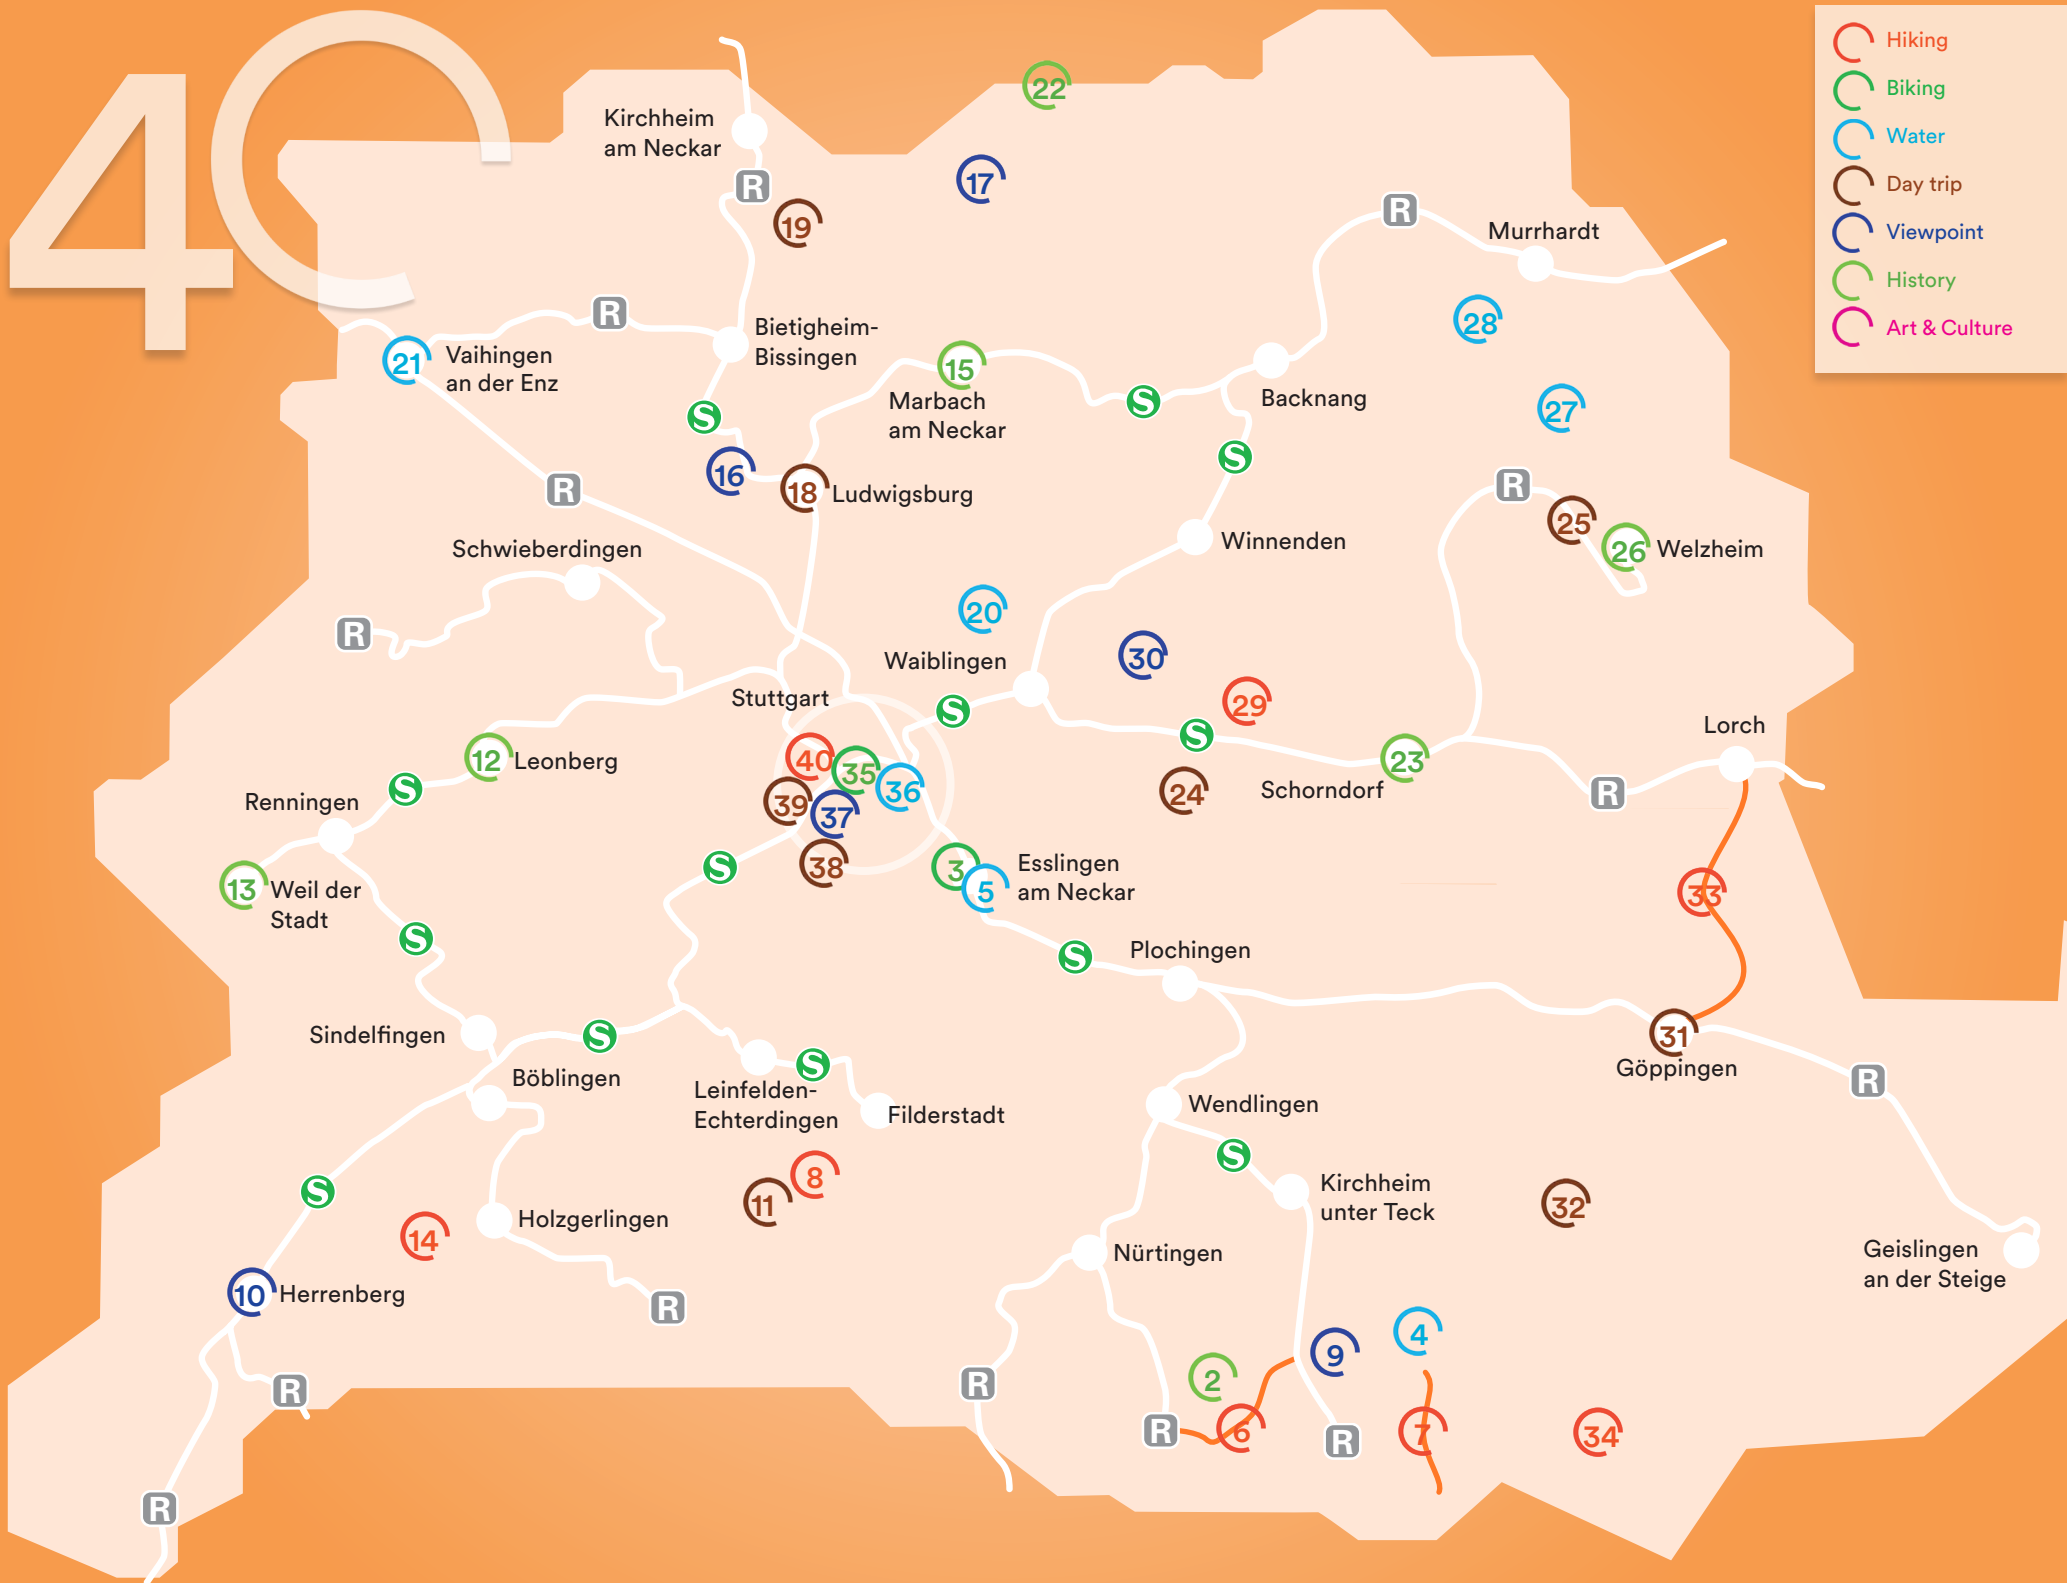 40
Hiking
Biking
Water
Day trip
Viewpoint
History
Art & Culture
22
Kirchheim
am Neckar
17
R
19
R
Murrhardt
R
Bietigheim-
Bissingen
28
21
Vaihingen
an der Enz
15
Marbach
am Neckar
S
Backnang
27
S
16
18
Ludwigsburg
S
R
R
25
26
Welzheim
Schwieberdingen
Winnenden
20
R
Waiblingen
30
Stuttgart
29
S
S
Lorch
12
Leonberg
40
35
36
23
Schorndorf
24
R
S
Renningen
39
37
38
S
3
5
Esslingen
am Neckar
13
Weil der
Stadt
33
S
S
Plochingen
Sindelfingen
S
31
Göppingen
Böblingen
Leinfelden-
Echterdingen
S
Filderstadt
R
Wendlingen
S
8
11
Kirchheim
unter Teck
32
S
14
Holzgerlingen
Nürtingen
Geislingen
an der Steige
10
Herrenberg
R
4
9
2
R
R
6
R
R
7
34
R